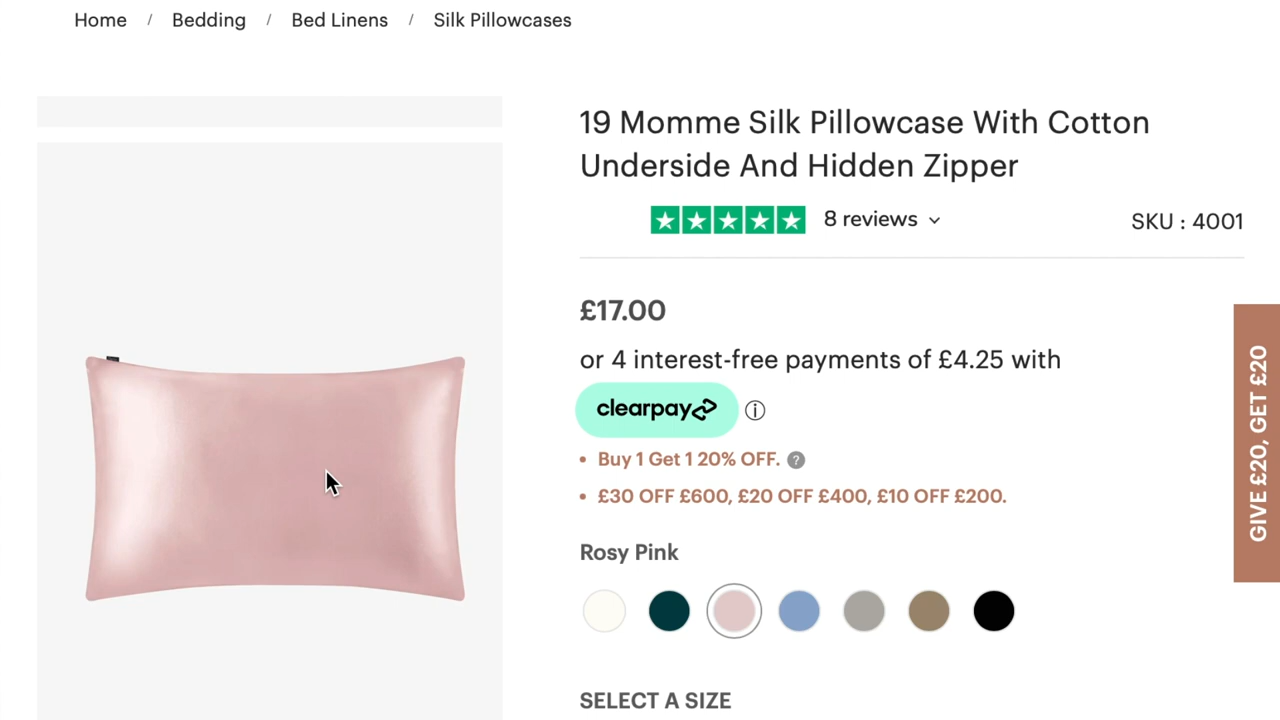 Home / Bedding / Bed Linens / Silk Pillowcases
19 Momme Silk Pillowcase With Cotton
Underside And Hidden Zipper
8 reviews
SKU : 4001
£17.00
or 4 interest-free payments of £4.25 with
clearpay
• Buy 1 Get 1 20% OFF. ?
• £30 OFF £600, £20 OFF £400, £10 OFF £200.
Rosy Pink
SELECT A SIZE
GIVE £20, GET £20